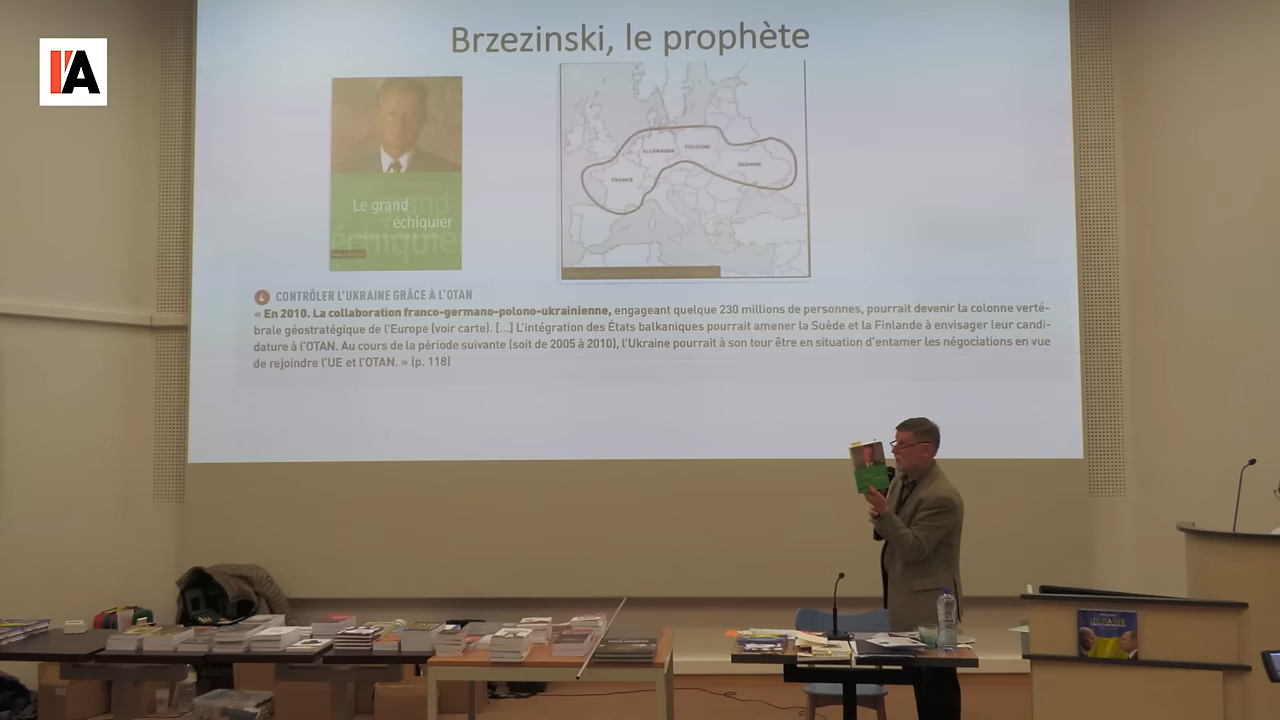 I'A
Brzezinski, le prophète
Le grand
échiquier
ALLEMAGNE
POLOGNE
UKRAINE
FRANCE
4 CONTRÔLER L'UKRAINE GRÂCE À L'OTAN
« En 2010. La collaboration franco-germano-polono-ukrainienne, engageant quelque 230 millions de personnes, pourrait devenir la colonne verté-
brale géostratégique de l'Europe (voir carte). [...] L'intégration des États balkaniques pourrait amener la Suède et la Finlande à envisager leur candi-
dature à l'OTAN. Au cours de la période suivante (soit de 2005 à 2010), l'Ukraine pourrait à son tour être en situation d'entamer les négociations en vue
de rejoindre l'UE et l'OTAN. » (p. 118)
UKRAINE